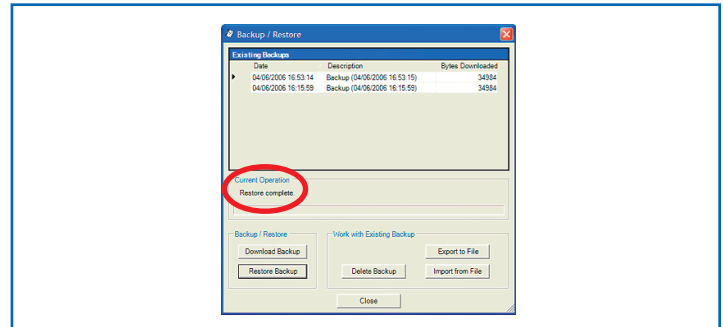 Backup / Restore
Existing Backups
Date Description Bytes Downloaded
04/06/2006 16:53:14 Backup (04/06/2006 16:53:15) 34984
04/06/2006 16:15:59 Backup (04/06/2006 16:15:59) 34984
Current Operation
Restore complete
Backup / Restore Work with Existing Backup
Download Backup Export to File
Restore Backup Delete Backup Import from File
Close